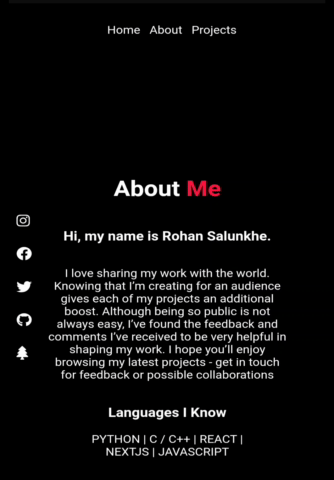 Home About Projects
About Me
Hi, my name is Rohan Salunkhe.
I love sharing my work with the world.
Knowing that I’m creating for an audience
gives each of my projects an additional
boost. Although being so public is not
always easy, I’ve found the feedback and
comments I’ve received to be very helpful in
shaping my work. I hope you’ll enjoy
browsing my latest projects - get in touch
for feedback or possible collaborations
Languages I Know
PYTHON | C / C++ | REACT |
NEXTJS | JAVASCRIPT